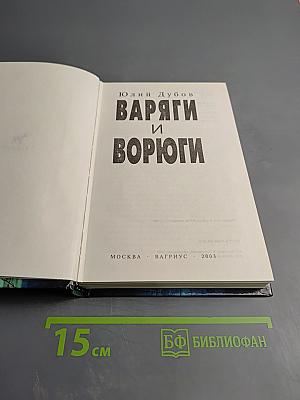 Юлий Дубов
ВАРЯГИ
И
ВОРЮГИ
МОСКВА · ВАГРИУС · 2003
15 см
БФ БИБЛИОФАН